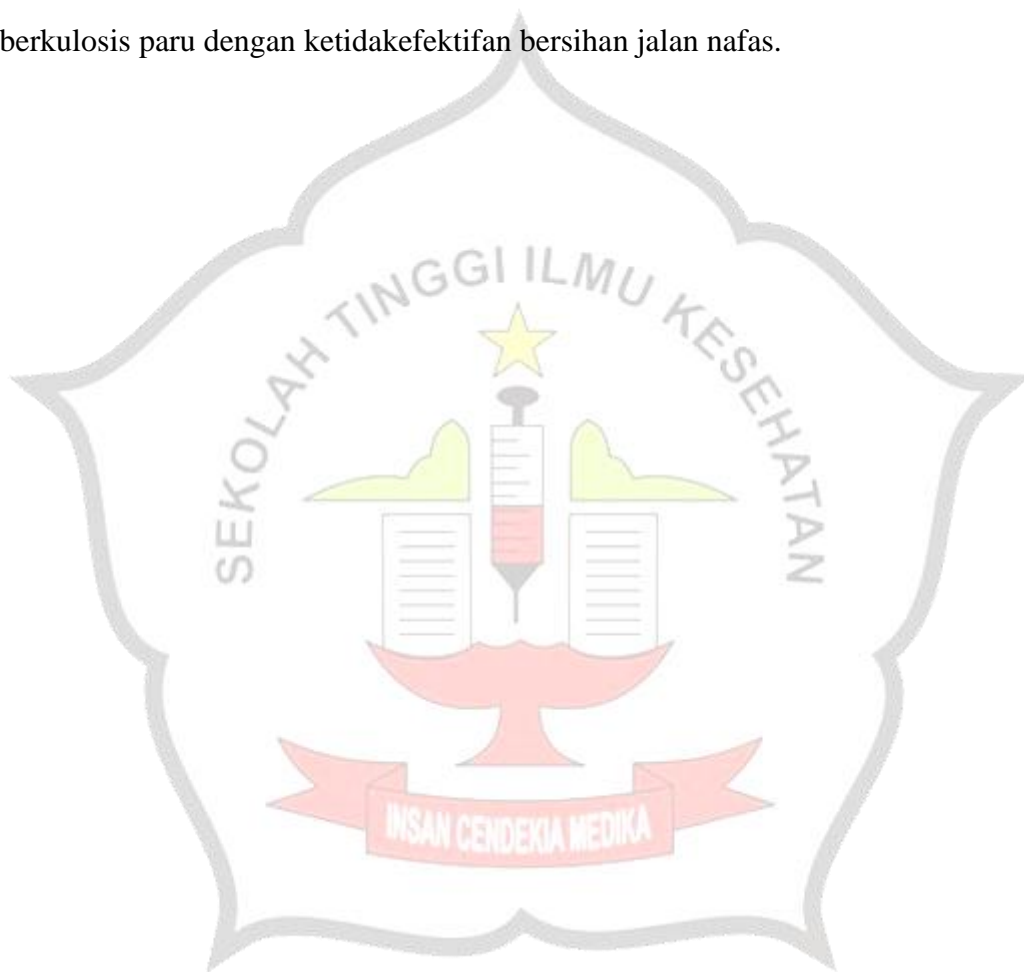 berkulosis paru dengan ketidakefektifan bersihan jalan nafas.
SEKOLAH TINGGI ILMU KESEHATAN
INSAN CENDEKIA MEDIKA